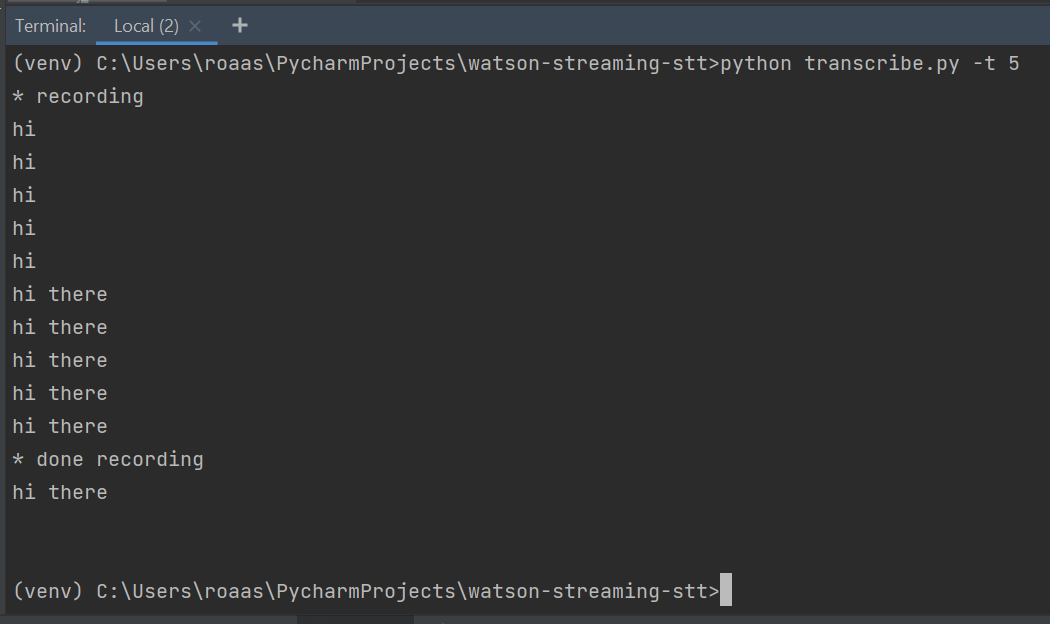 Terminal: Local (2) × +
(venv) C:\Users\roaas\PycharmProjects\watson-streaming-stt>python transcribe.py -t 5
* recording
hi
hi
hi
hi
hi
hi there
hi there
hi there
hi there
hi there
* done recording
hi there
(venv) C:\Users\roaas\PycharmProjects\watson-streaming-stt>